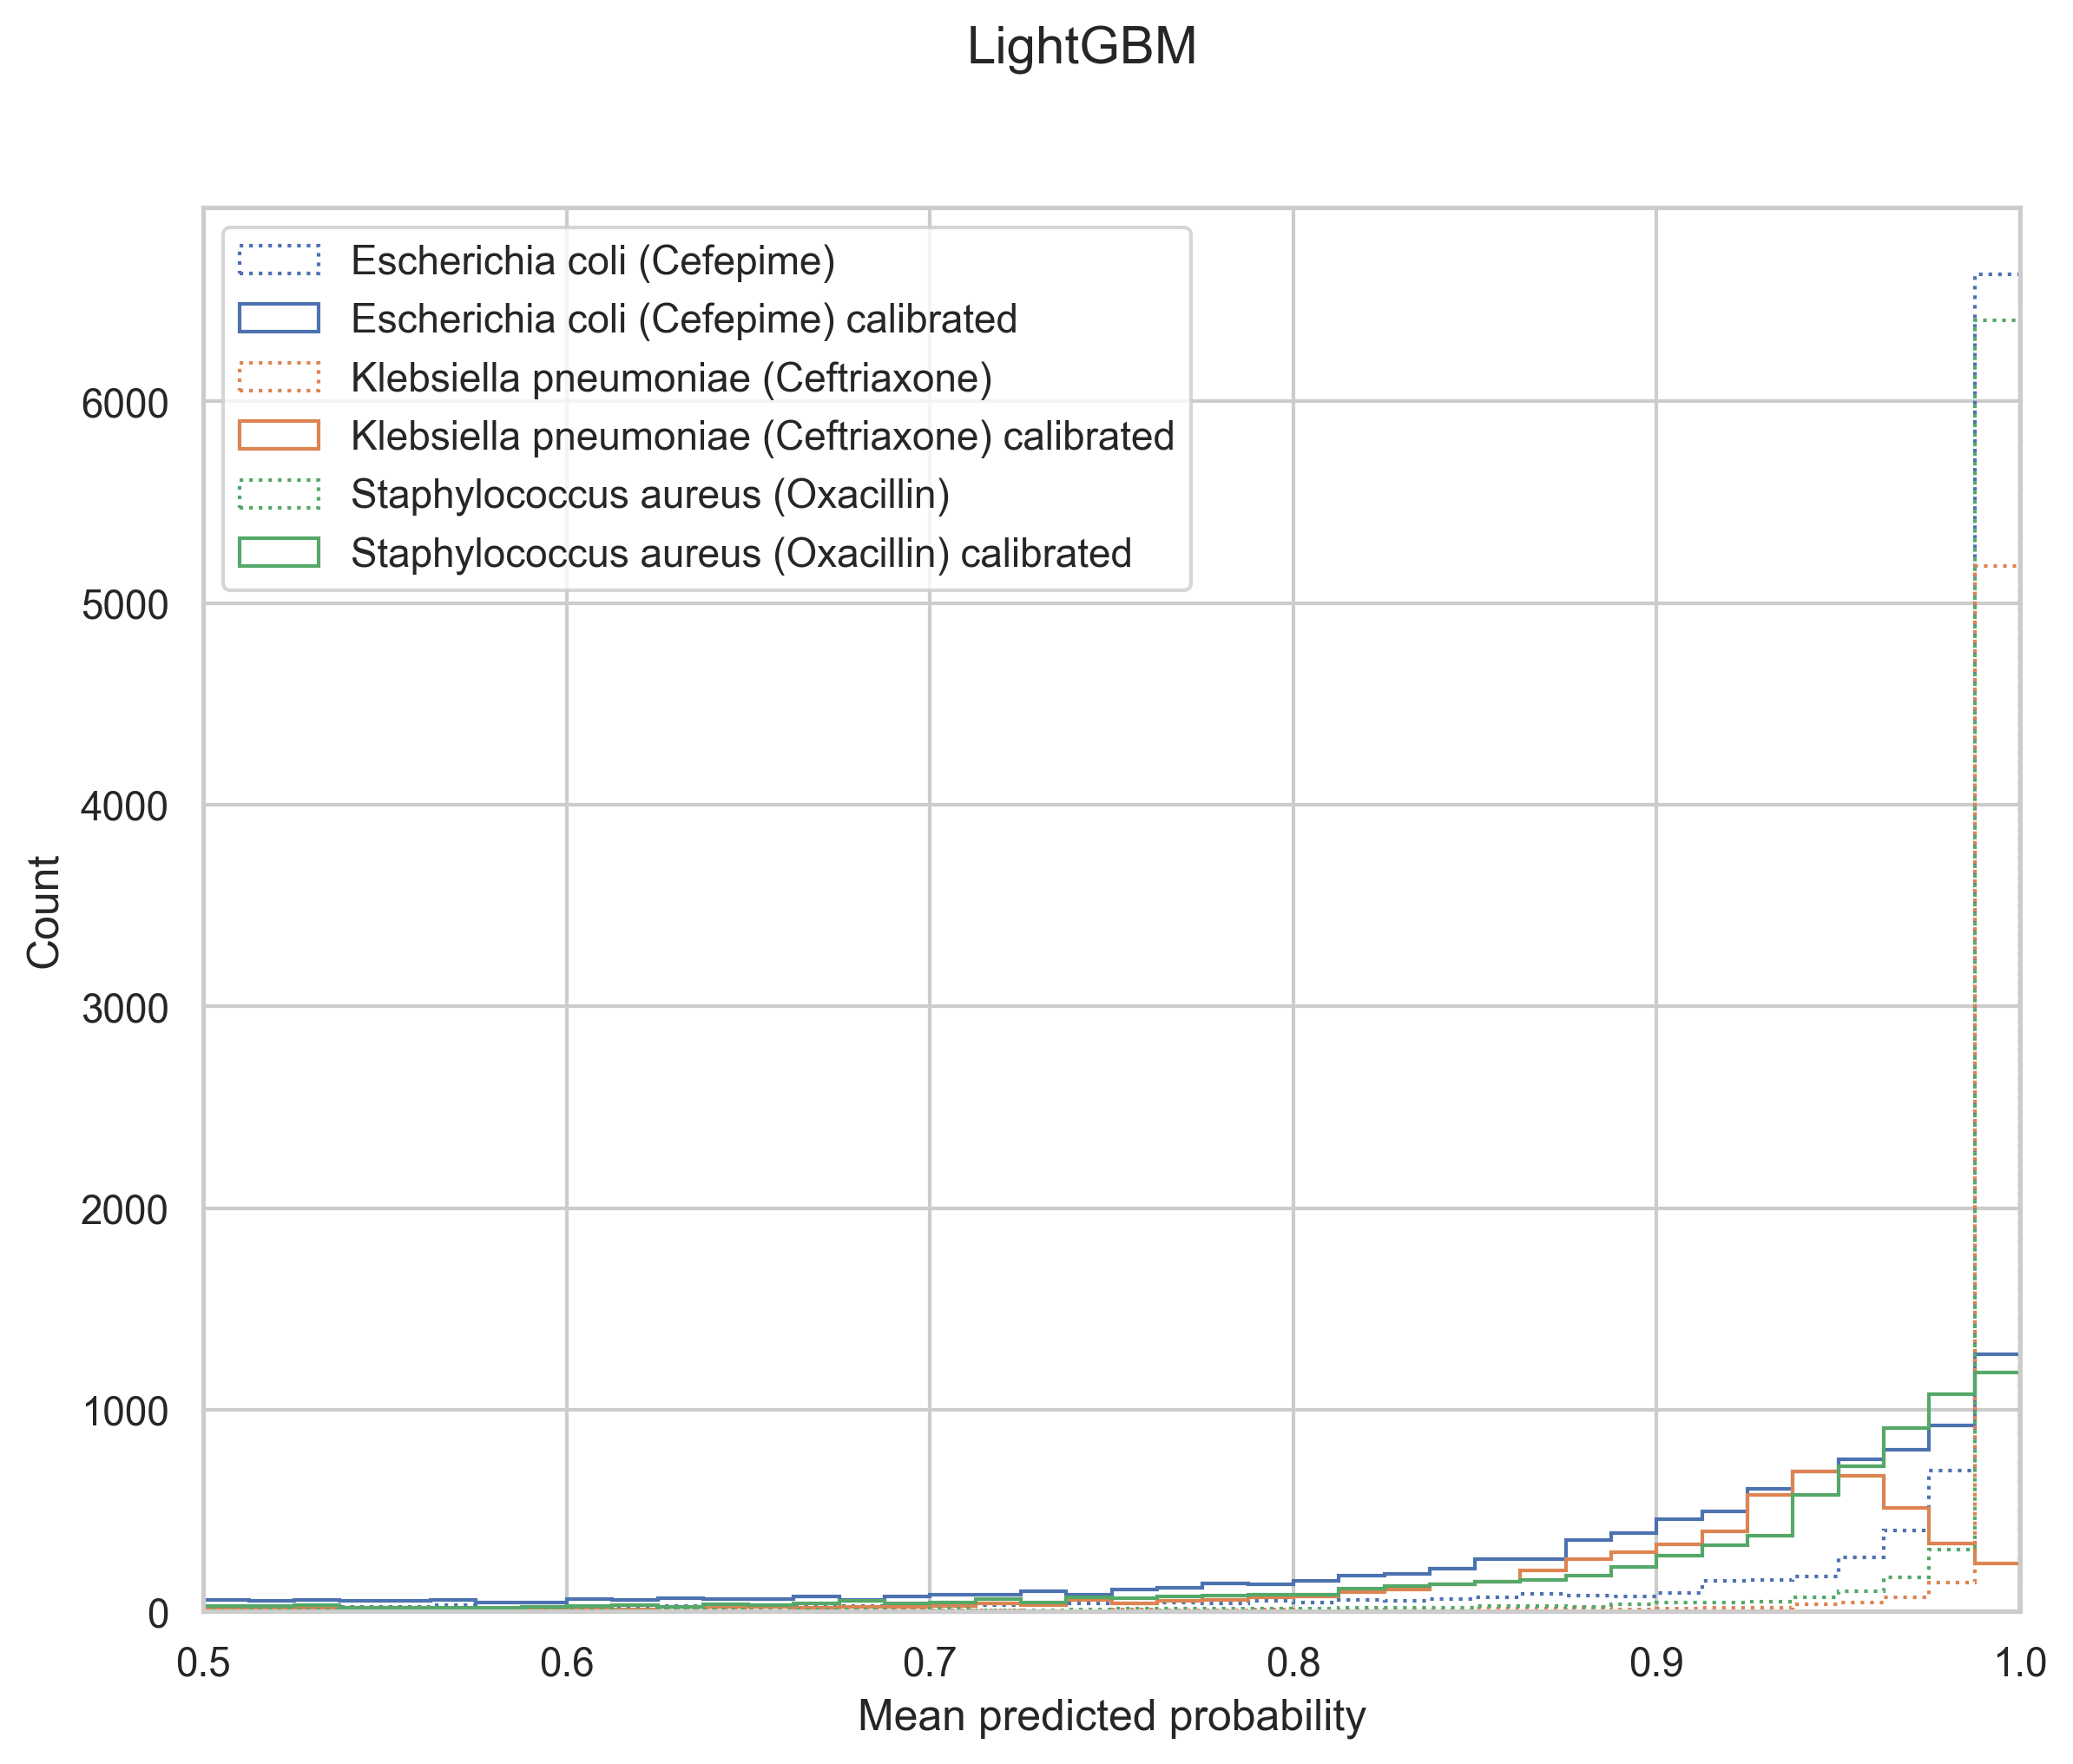 LightGBM
Escherichia coli (Cefepime)
Escherichia coli (Cefepime) calibrated
Klebsiella pneumoniae (Ceftriaxone)
Klebsiella pneumoniae (Ceftriaxone) calibrated
Staphylococcus aureus (Oxacillin)
Staphylococcus aureus (Oxacillin) calibrated
6000
5000
4000
3000
2000
1000
0
Count
0.5 0.6 0.7 0.8 0.9 1.0
Mean predicted probability